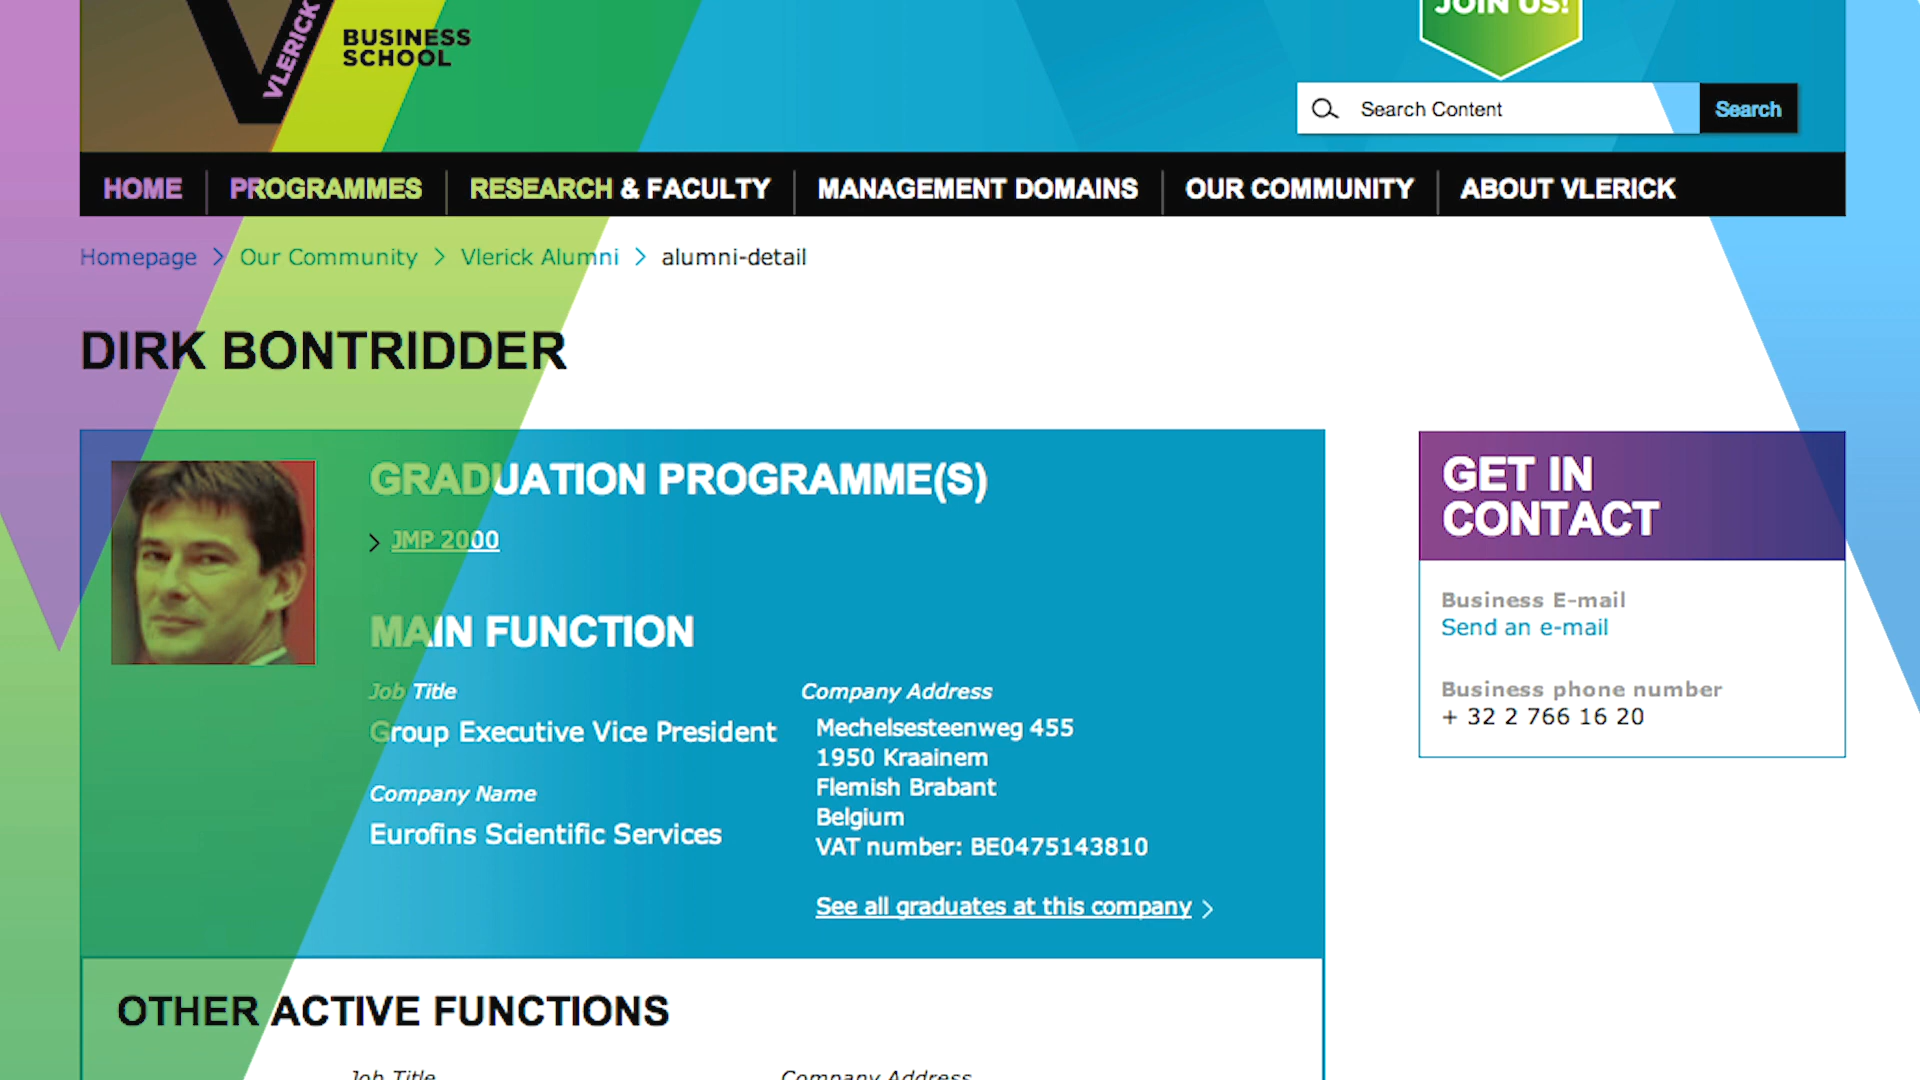 VLERICK
BUSINESS
SCHOOL
JOIN US!
Search Content
Search
HOME
PROGRAMMES
RESEARCH & FACULTY
MANAGEMENT DOMAINS
OUR COMMUNITY
ABOUT VLERICK
Homepage > Our Community > Vlerick Alumni > alumni-detail
DIRK BONTRIDDER
GRADUATION PROGRAMME(S)
> JMP 2000
MAIN FUNCTION
Job Title
Group Executive Vice President
Company Name
Eurofins Scientific Services
Company Address
Mechelsesteenweg 455
1950 Kraainem
Flemish Brabant
Belgium
VAT number: BE0475143810
See all graduates at this company >
GET IN
CONTACT
Business E-mail
Send an e-mail
Business phone number
+ 32 2 766 16 20
OTHER ACTIVE FUNCTIONS
Job Title
Company Address